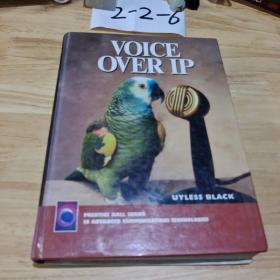 2-2-6
VOICE
OVER IP
UYLESS BLACK
PRENTICE HALL SERIES
IN ADVANCED COMMUNICATIONS TECHNOLOGIES